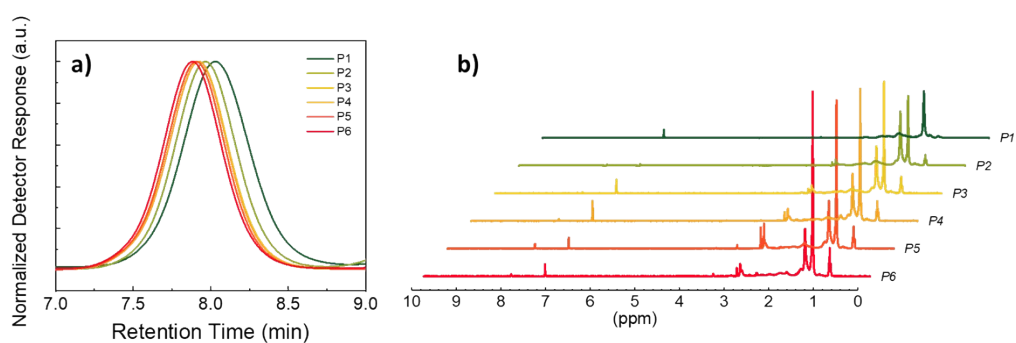 Normalized Detector Response (a.u.)
a)
P1
P2
P3
P4
P5
P6
7.0 7.5 8.0 8.5 9.0
Retention Time (min)
b)
P1
P2
P3
P4
P5
P6
10 9 8 7 6 5 4 3 2 1 0
(ppm)